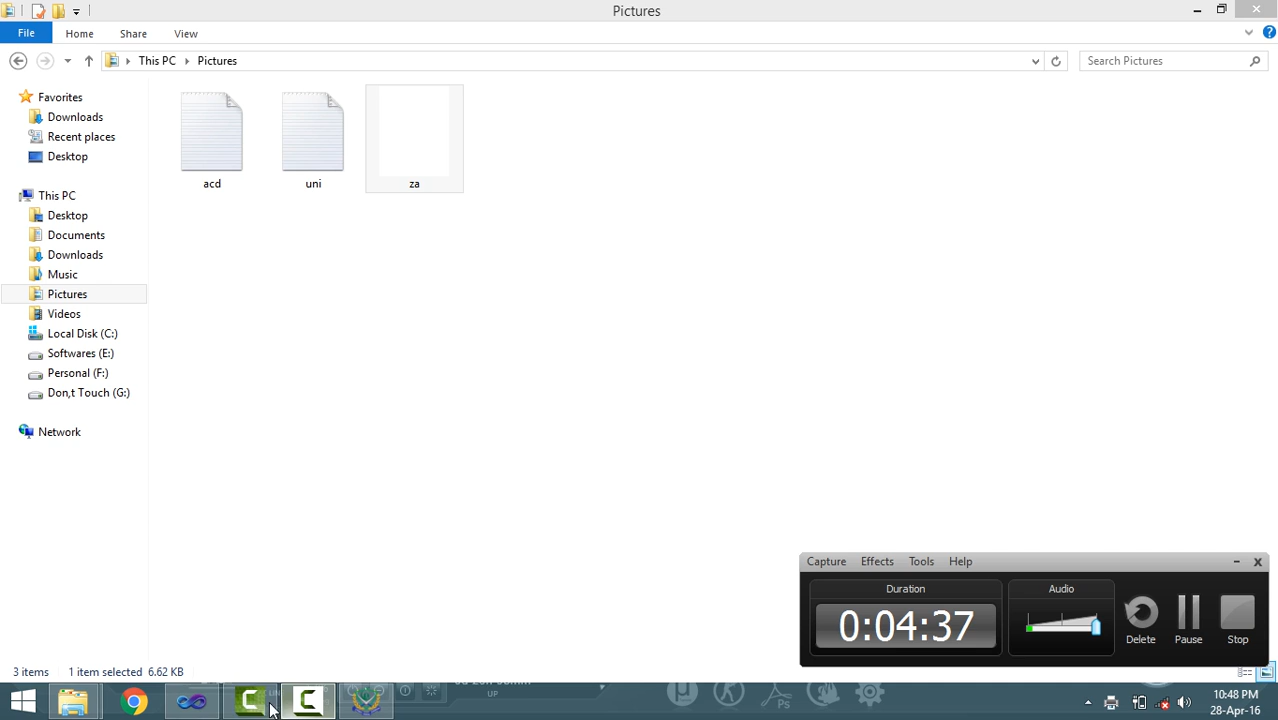 Pictures
File Home Share View
This PC Pictures Search Pictures
Favorites
Downloads
Recent places
Desktop
This PC
Desktop
Documents
Downloads
Music
Pictures
Videos
Local Disk (C:)
Softwares (E:)
Personal (F:)
Don,t Touch (G:)
Network
acd uni za
Capture Effects Tools Help
Duration Audio
0:04:37
Delete Pause Stop
3 items 1 item selected 6.62 KB
UP
Ps
10:48 PM
28-Apr-16